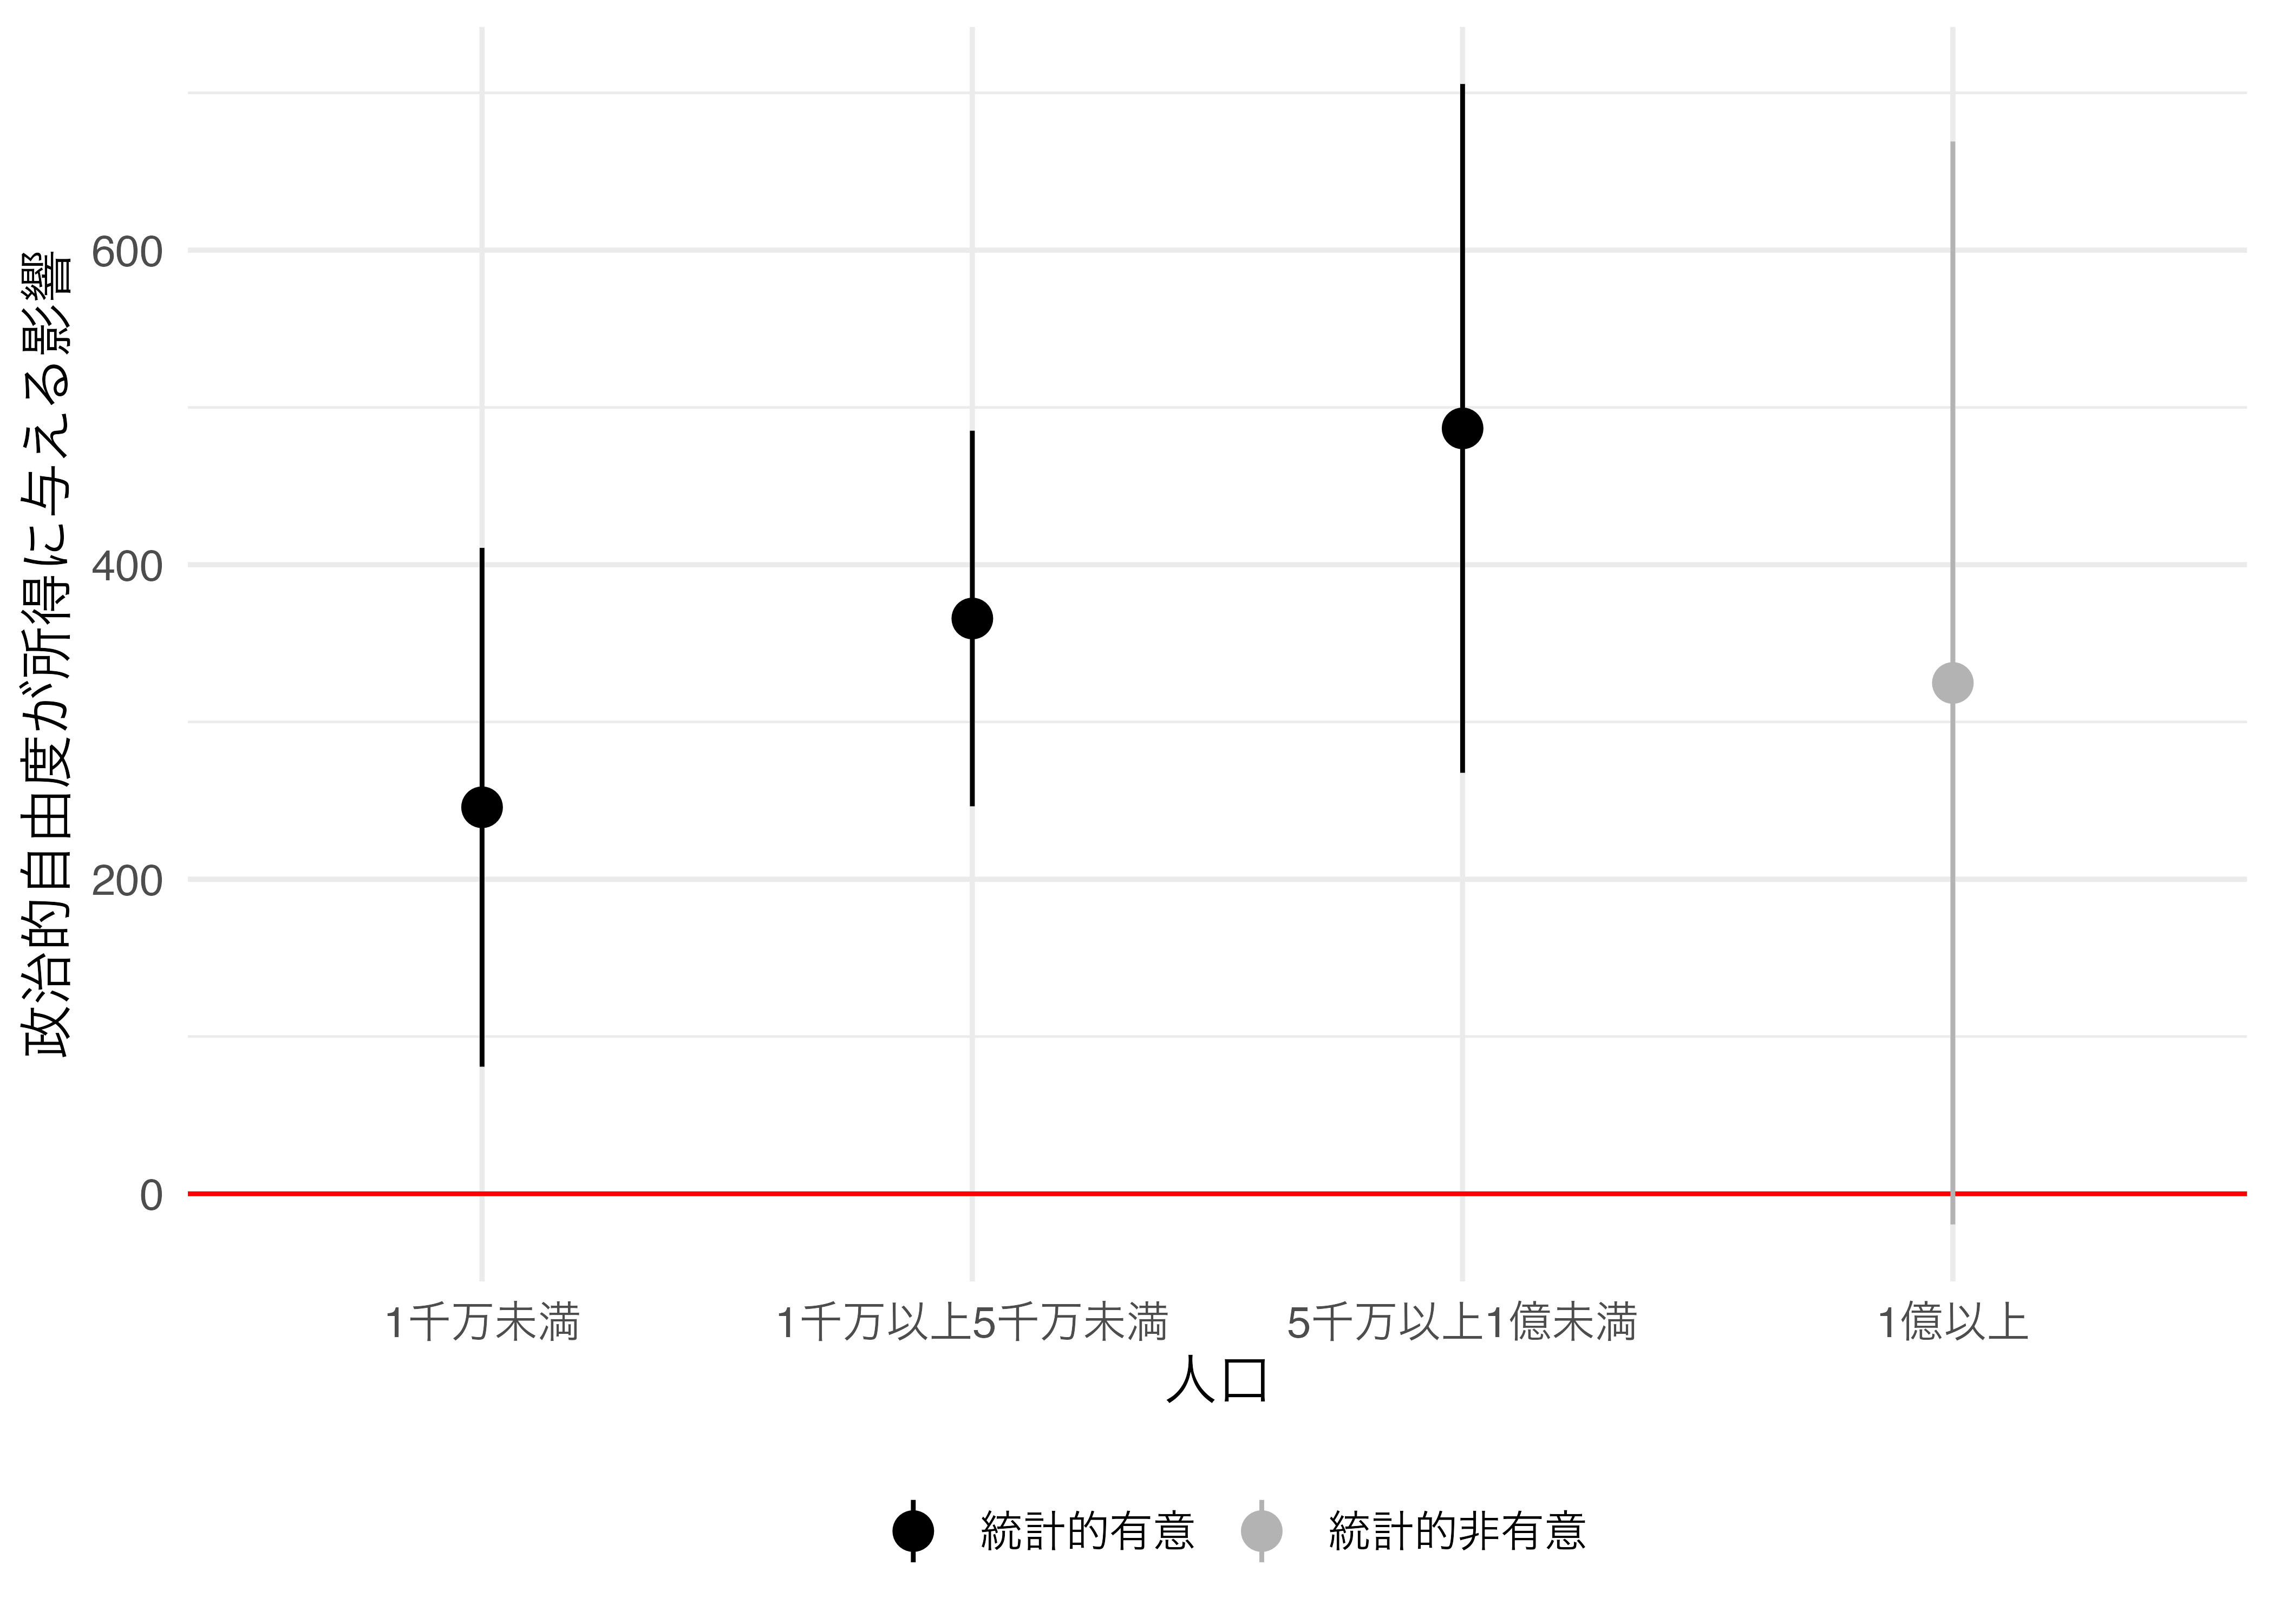 政治的自由度が所得に与える影響
600
400
200
0
1千万未満 1千万以上5千万未満 5千万以上1億未満 1億以上
人口
統計的有意 統計的非有意